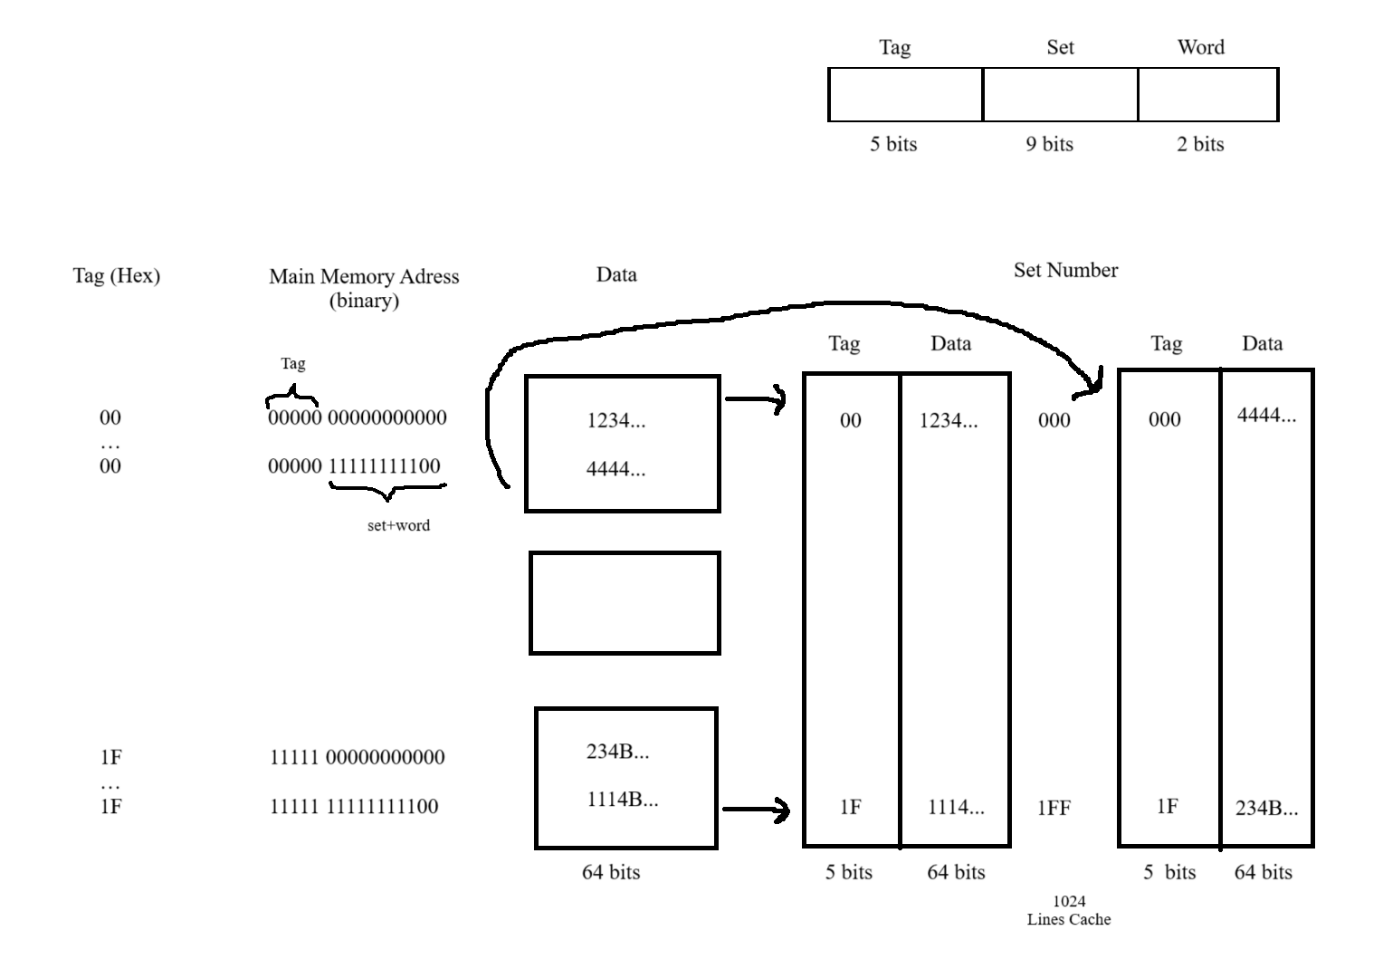 Tag Set Word
5 bits 9 bits 2 bits
Tag (Hex) Main Memory Adress Data Set Number
(binary)
Tag Data Tag Data
Tag
00 00000 00000000000 1234... 00 1234... 000 000 4444...
...
00 00000 11111111100 4444...
set+word
1F 11111 00000000000 234B...
...
1F 11111 11111111100 1114B... 1F 1114... 1FF 1F 234B...
64 bits 5 bits 64 bits 5 bits 64 bits
1024
Lines Cache